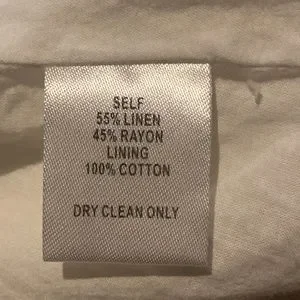 SELF
55% LINEN
45% RAYON
LINING
100% COTTON
DRY CLEAN ONLY